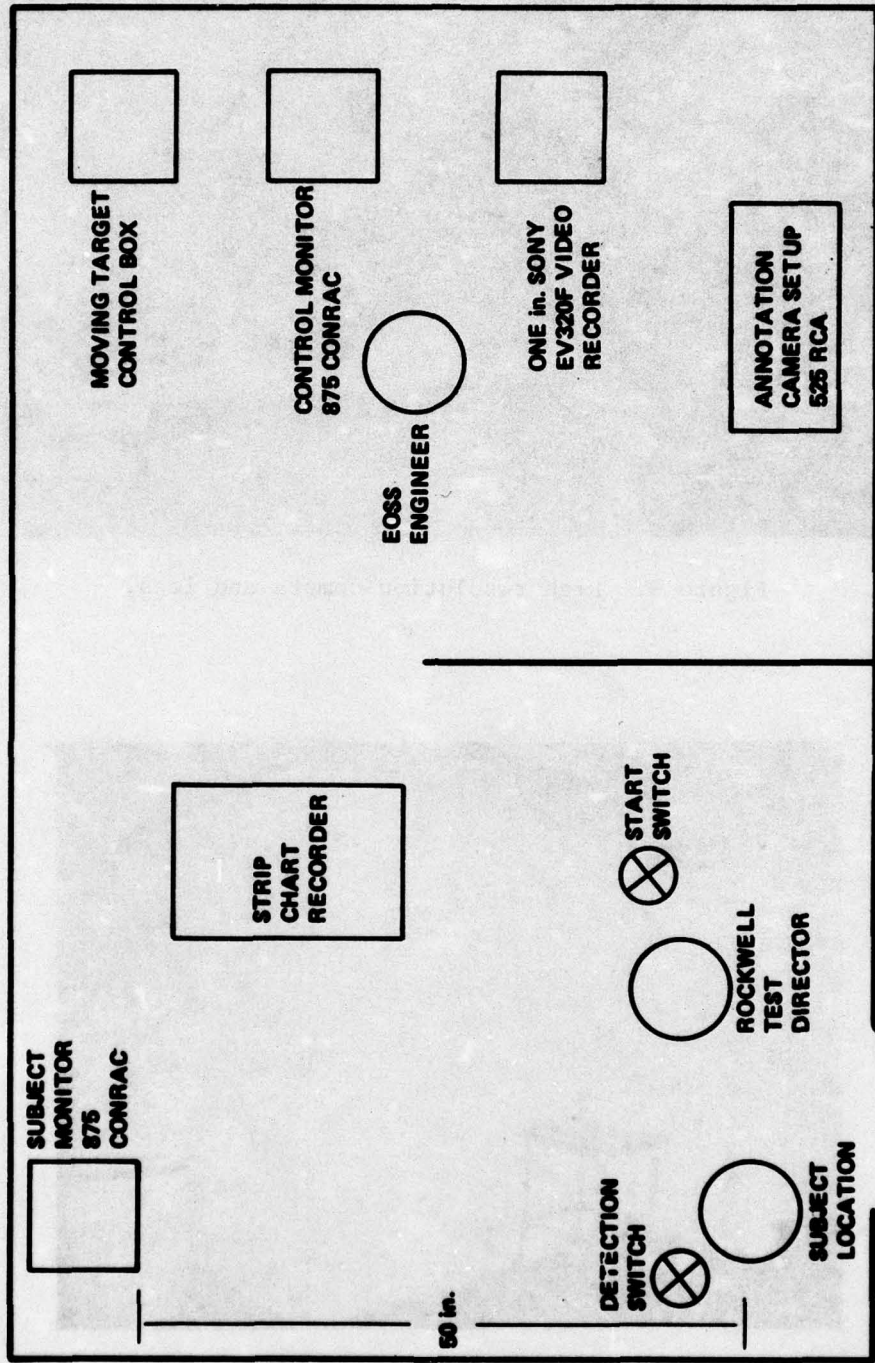 SUBJECT
MONITOR
875
CONRAC
STRIP
CHART
RECORDER
MOVING TARGET
CONTROL BOX
CONTROL MONITOR
875 CONRAC
EOSS
ENGINEER
ONE in. SONY
EV320F VIDEO
RECORDER
ANNOTATION
CAMERA SETUP
525 RCA
50 in.
DETECTION
SWITCH
SUBJECT
LOCATION
START
SWITCH
ROCKWELL
TEST
DIRECTOR